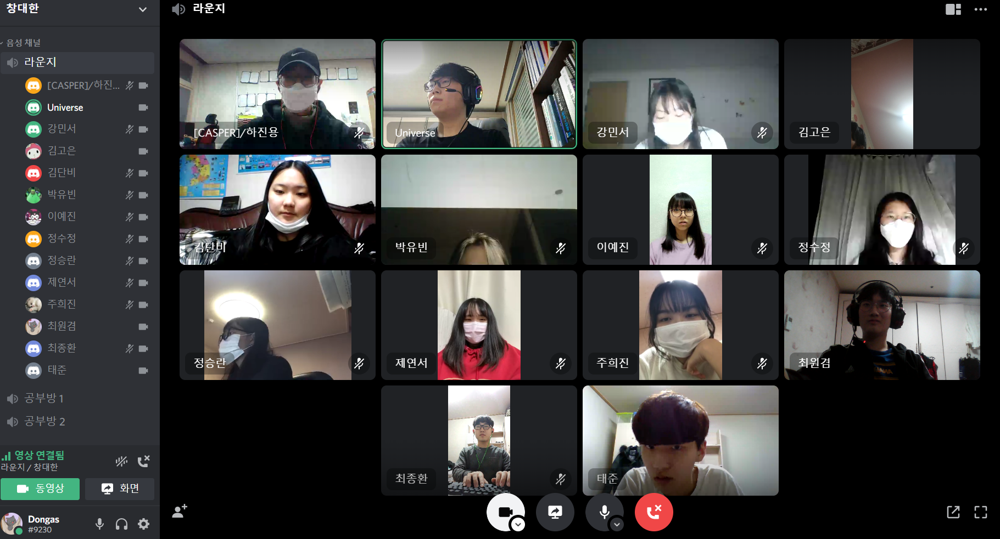 창대한
음성 채널
라운지
[CASPER]/하진...
Universe
강민서
김고은
김단비
박유빈
이예진
정수정
정승란
제연서
주희진
최원겸
최종환
태준
공부방 1
공부방 2
영상 연결됨
라운지 / 창대한
동영상
화면
Dongas
#9230
라운지
[CASPER]/하진용
Universe
강민서
김고은
김단비
박유빈
이예진
정수정
정승란
제연서
주희진
최원겸
최종환
태준